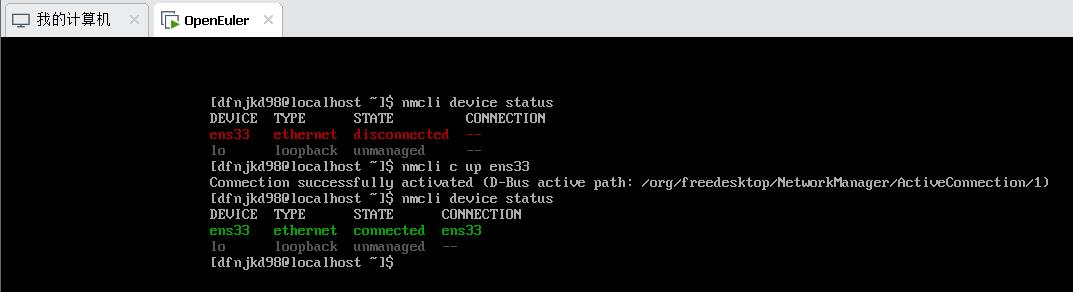 我的计算机 OpenEuler
[dfnjkd98@localhost ~]$ nmcli device status
DEVICE TYPE STATE CONNECTION
ens33 ethernet disconnected --
lo loopback unmanaged --
[dfnjkd98@localhost ~]$ nmcli c up ens33
Connection successfully activated (D-Bus active path: /org/freedesktop/NetworkManager/ActiveConnection/1)
[dfnjkd98@localhost ~]$ nmcli device status
DEVICE TYPE STATE CONNECTION
ens33 ethernet connected ens33
lo loopback unmanaged --
[dfnjkd98@localhost ~]$